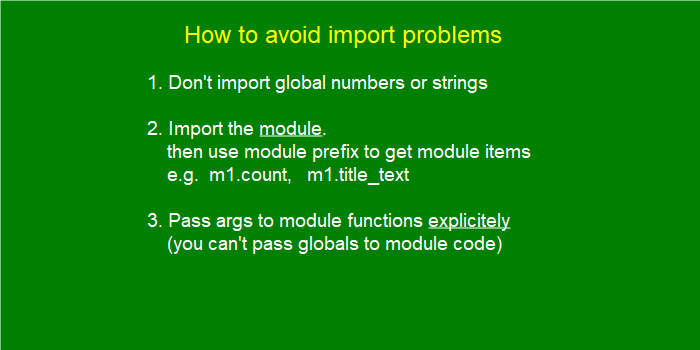 How to avoid import problems
1. Don't import global numbers or strings
2. Import the module.
then use module prefix to get module items
e.g. m1.count, m1.title_text
3. Pass args to module functions explicitely
(you can't pass globals to module code)